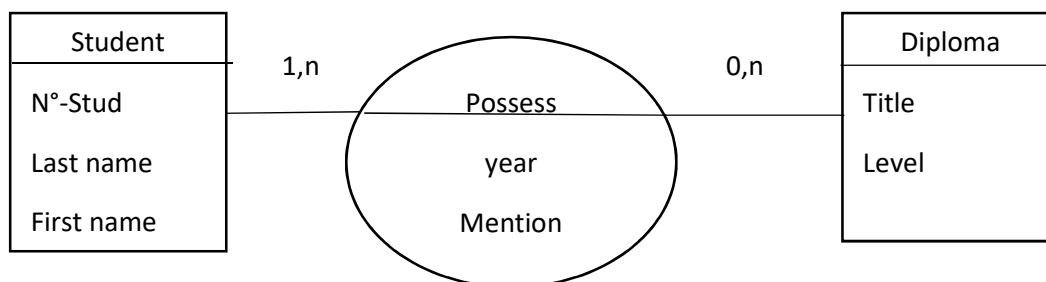 Student
N°-Stud
Last name
First name
1,n
Possess
year
Mention
0,n
Diploma
Title
Level